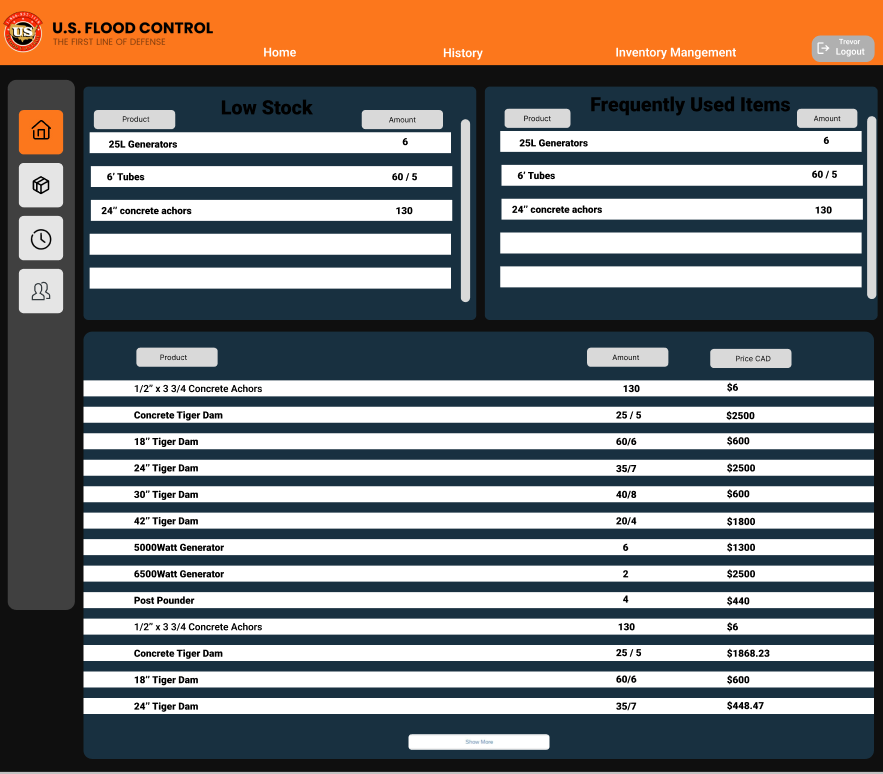 US
U.S. FLOOD CONTROL
THE FIRST LINE OF DEFENSE
Home
History
Inventory Mangement
Trevor
Logout
Low Stock
Product
Amount
25L Generators 6
6' Tubes 60 / 5
24" concrete achors 130
Frequently Used Items
Product
Amount
25L Generators 6
6' Tubes 60 / 5
24" concrete achors 130
Product Amount Price CAD
1/2" x 3 3/4 Concrete Achors 130 $6
Concrete Tiger Dam 25 / 5 $2500
18" Tiger Dam 60/6 $600
24" Tiger Dam 35/7 $2500
30" Tiger Dam 40/8 $600
42" Tiger Dam 20/4 $1800
5000Watt Generator 6 $1300
6500Watt Generator 2 $2500
Post Pounder 4 $440
1/2" x 3 3/4 Concrete Achors 130 $6
Concrete Tiger Dam 25 / 5 $1868.23
18" Tiger Dam 60/6 $600
24" Tiger Dam 35/7 $448.47
Show More